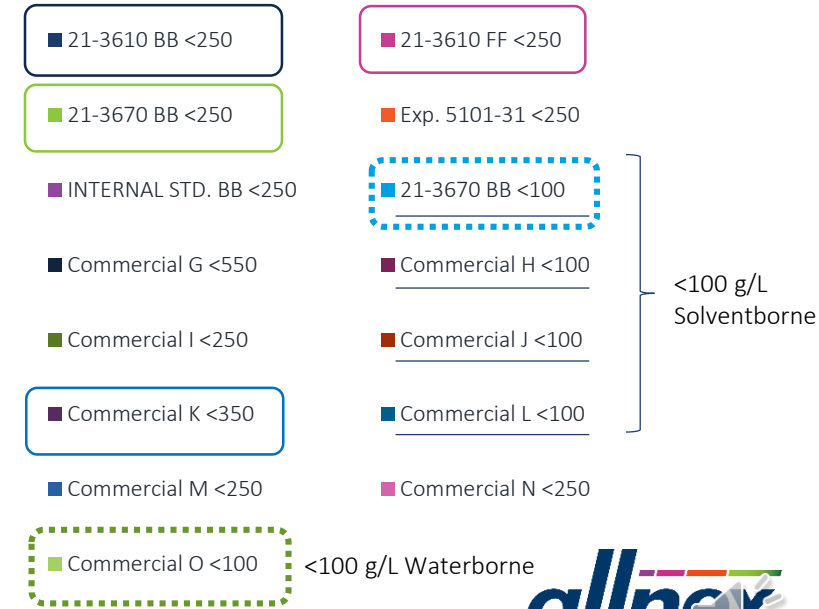 21-3610 BB <250
21-3610 FF <250
21-3670 BB <250
Exp. 5101-31 <250
INTERNAL STD. BB <250
21-3670 BB <100
Commercial G <550
Commercial H <100
<100 g/L
Solventborne
Commercial I <250
Commercial J <100
Commercial K <350
Commercial L <100
Commercial M <250
Commercial N <250
Commercial O <100
<100 g/L Waterborne
allnex